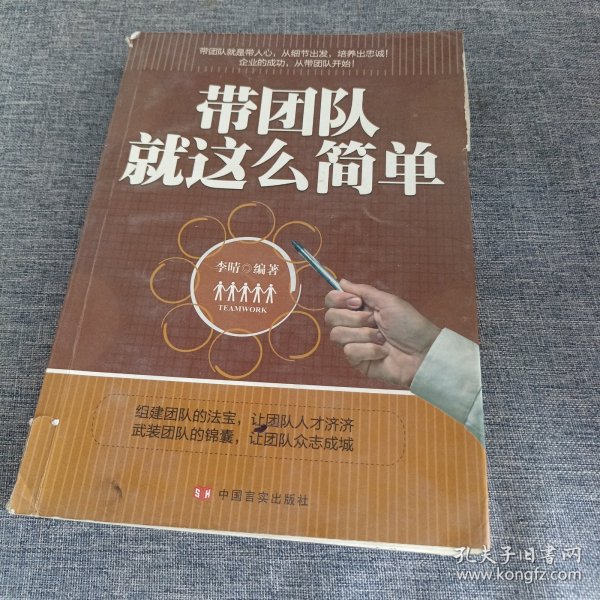 带团队就是带人心，从细节出发，培养出忠诚！
企业的成功，从带团队开始！
带团队
就这么简单
李晴◎编著
TEAMWORK
组建团队的法宝，让团队人才济济
武装团队的锦囊，让团队众志成城
SH 中国言实出版社
孔夫子旧书网
www.kongfz.com